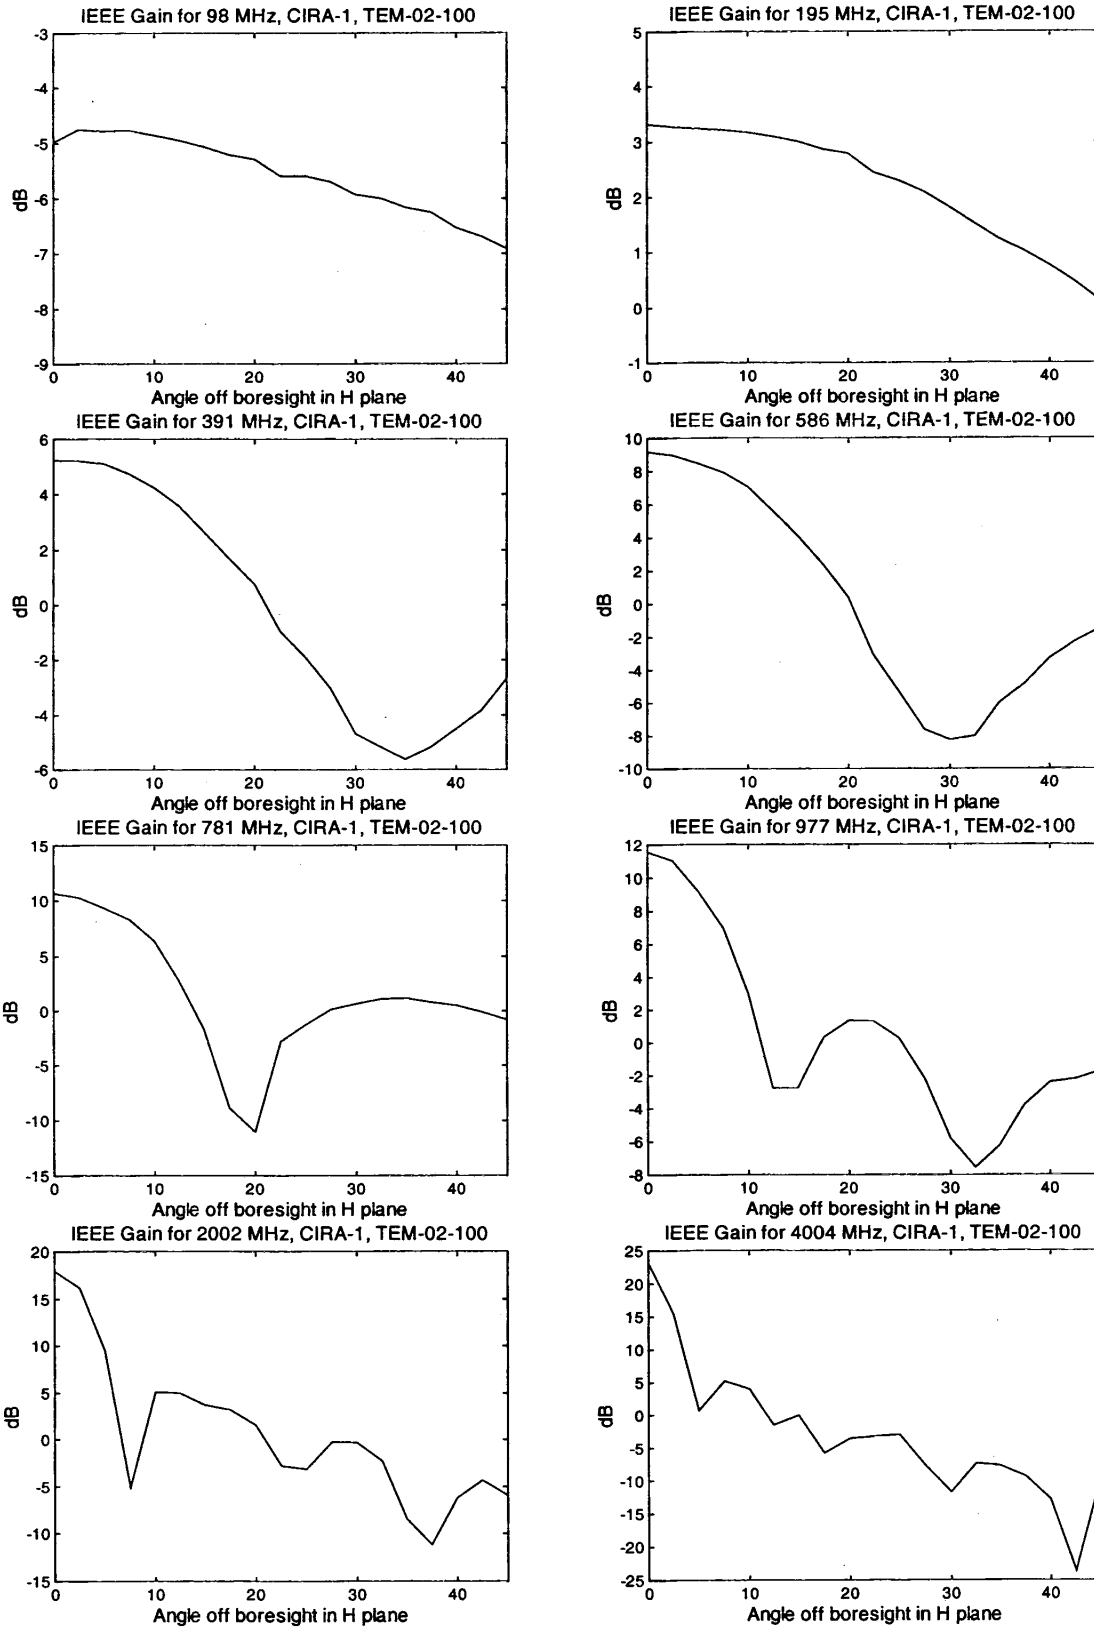 IEEE Gain for 98 MHz, CIRA-1, TEM-02-100
-3
-4
-5
-6
-7
-8
-9
dB
0 10 20 30 40
Angle off boresight in H plane
IEEE Gain for 195 MHz, CIRA-1, TEM-02-100
5
4
3
2
1
0
-1
dB
0 10 20 30 40
Angle off boresight in H plane
IEEE Gain for 391 MHz, CIRA-1, TEM-02-100
6
4
2
0
-2
-4
-6
dB
0 10 20 30 40
Angle off boresight in H plane
IEEE Gain for 586 MHz, CIRA-1, TEM-02-100
10
8
6
4
2
0
-2
-4
-6
-8
-10
dB
0 10 20 30 40
Angle off boresight in H plane
IEEE Gain for 781 MHz, CIRA-1, TEM-02-100
15
10
5
0
-5
-10
-15
dB
0 10 20 30 40
Angle off boresight in H plane
IEEE Gain for 977 MHz, CIRA-1, TEM-02-100
12
10
8
6
4
2
0
-2
-4
-6
-8
dB
0 10 20 30 40
Angle off boresight in H plane
IEEE Gain for 2002 MHz, CIRA-1, TEM-02-100
20
15
10
5
0
-5
-10
-15
dB
0 10 20 30 40
Angle off boresight in H plane
IEEE Gain for 4004 MHz, CIRA-1, TEM-02-100
25
20
15
10
5
0
-5
-10
-15
-20
-25
dB
0 10 20 30 40
Angle off boresight in H plane